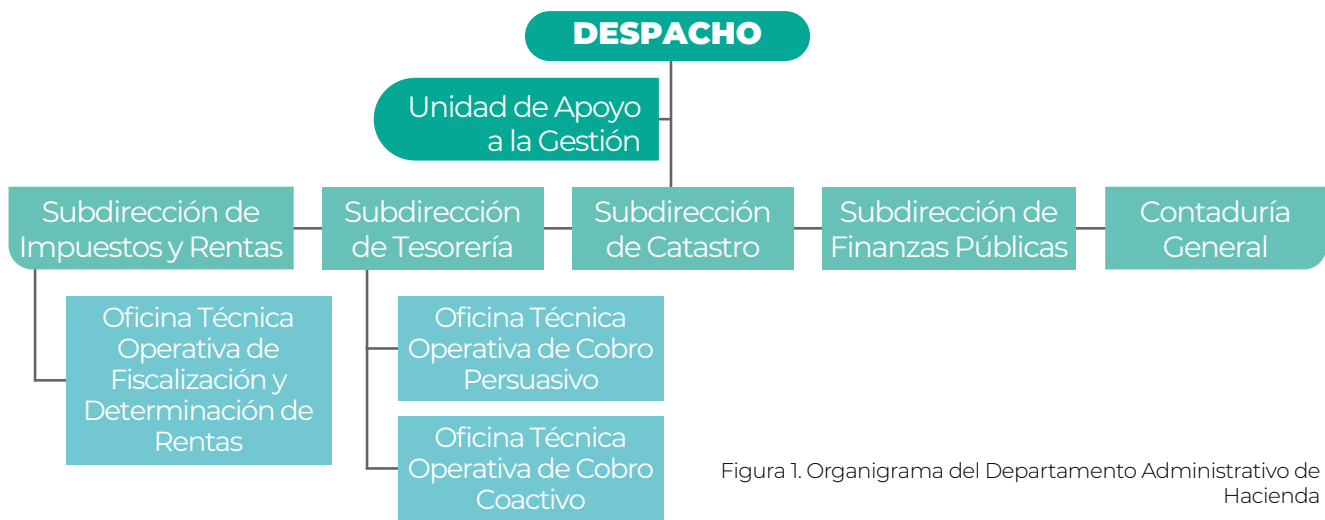 DESPACHO
Unidad de Apoyo
a la Gestión
Subdirección de
Impuestos y Rentas
Subdirección
de Tesorería
Subdirección
de Catastro
Subdirección de
Finanzas Públicas
Contaduría
General
Oficina Técnica
Operativa de
Fiscalización y
Determinación de
Rentas
Oficina Técnica
Operativa de Cobro
Persuasivo
Oficina Técnica
Operativa de Cobro
Coactivo
Figura 1. Organigrama del Departamento Administrativo de
Hacienda